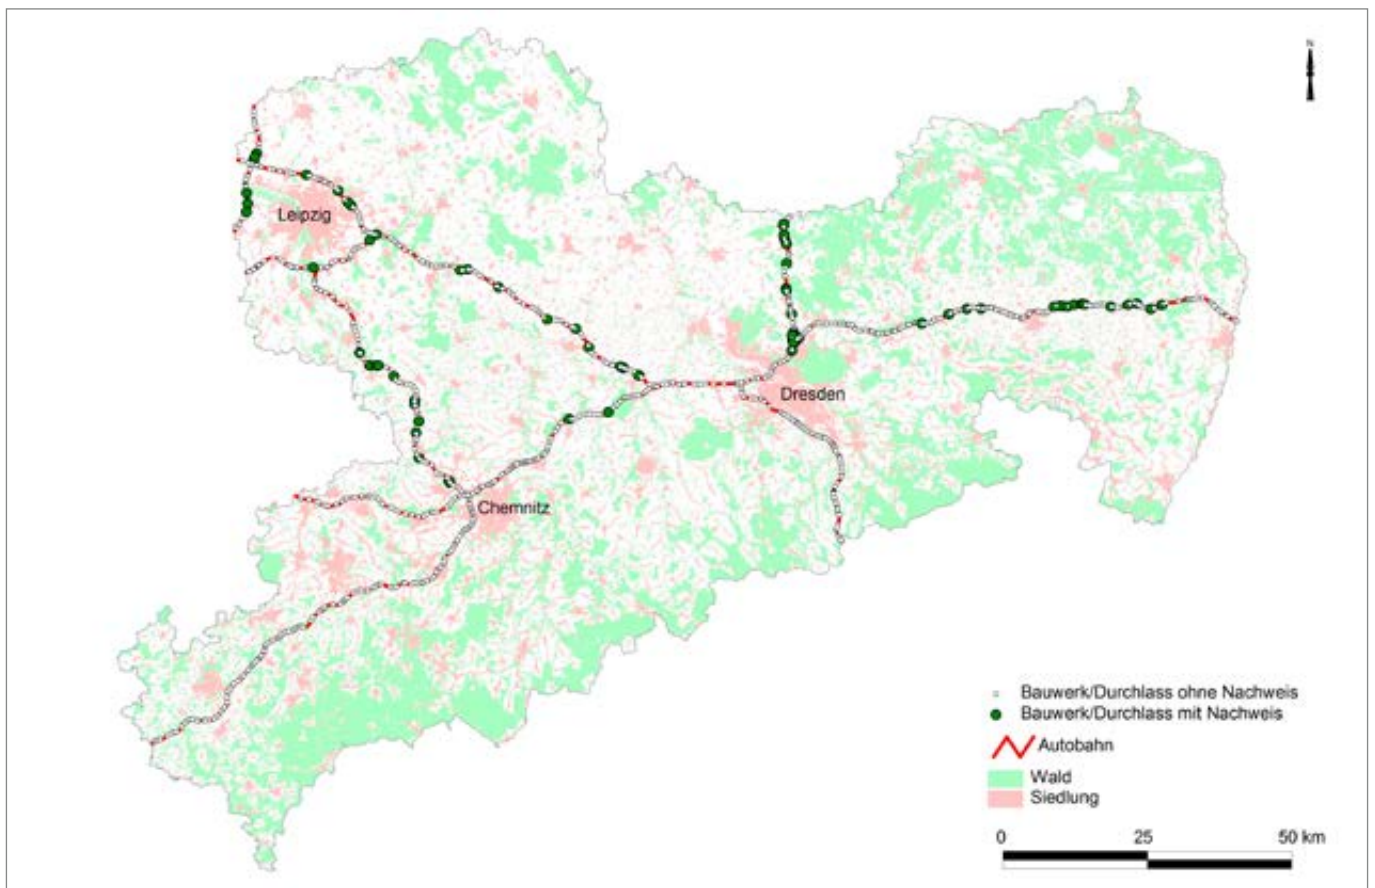 N
Leipzig
Dresden
Chemnitz
Bauwerk/Durchlass ohne Nachweis
Bauwerk/Durchlass mit Nachweis
Autobahn
Wald
Siedlung
0 25 50 km